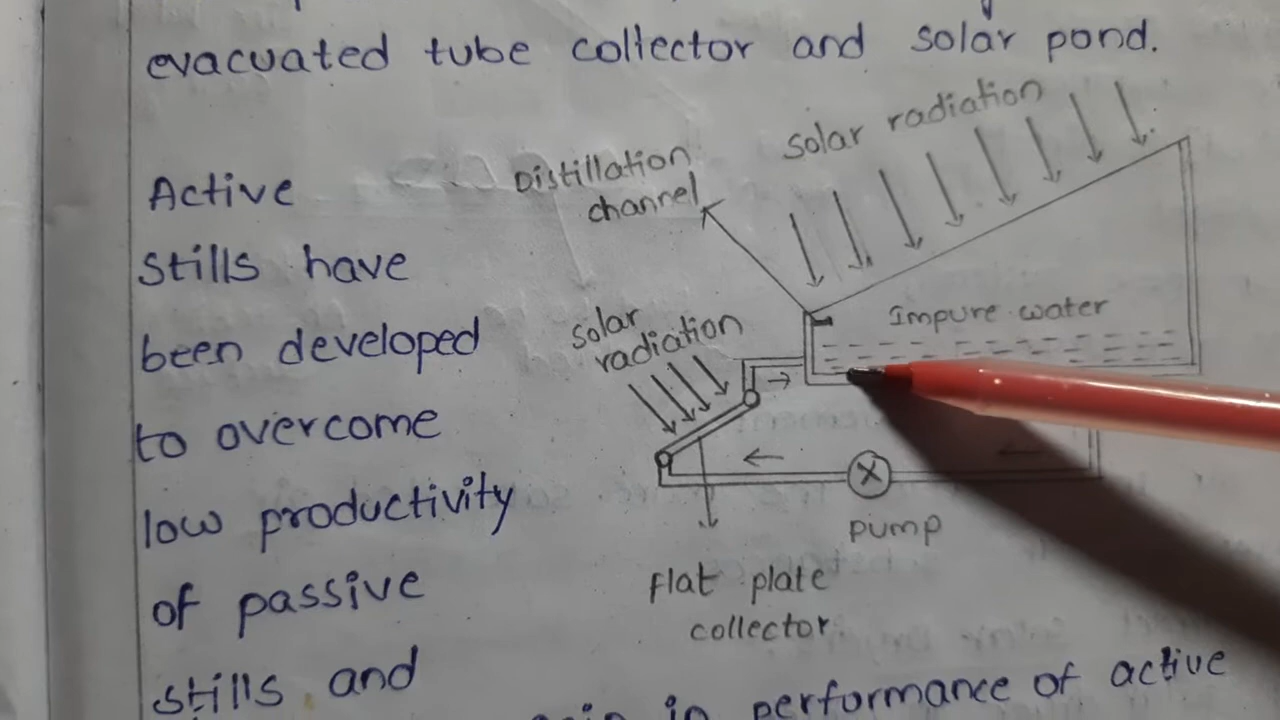 evacuated tube collector and solar pond.
Active
stills have
been developed
to overcome
low productivity
of passive
stills and
in performance of active
Distillation
channel
solar radiation
solar
radiation
Impure water
pump
flat plate
collector